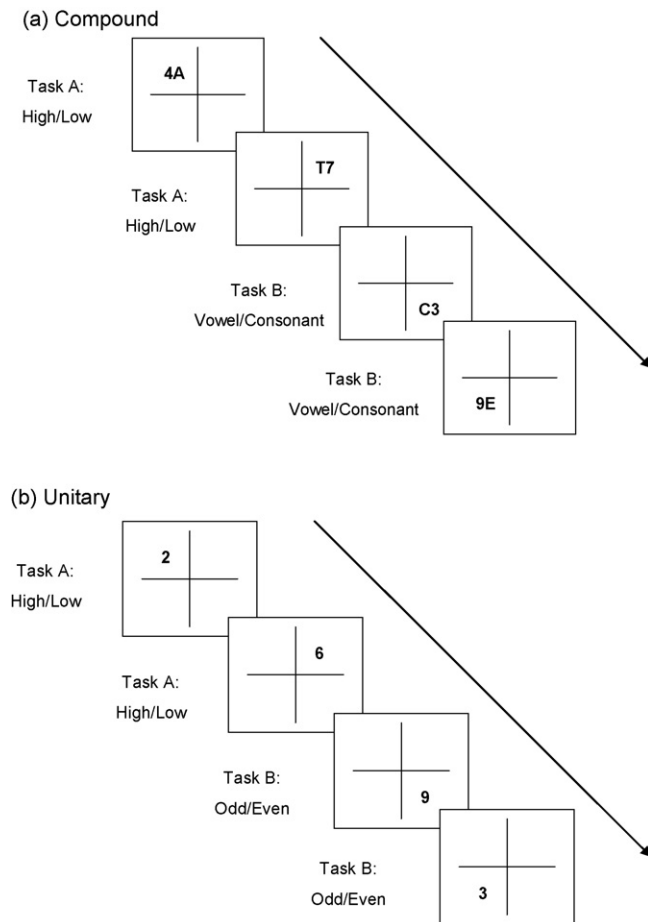 (a) Compound
Task A:
High/Low
4A
Task A:
High/Low
T7
Task B:
Vowel/Consonant
C3
Task B:
Vowel/Consonant
9E
(b) Unitary
Task A:
High/Low
2
Task A:
High/Low
6
Task B:
Odd/Even
9
Task B:
Odd/Even
3